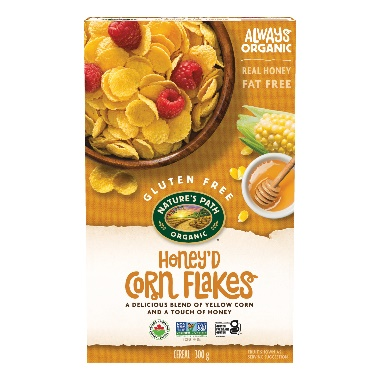 ALWAYS
ORGANIC
REAL HONEY
FAT FREE
GLUTEN FREE
NATURE'S PATH
ORGANIC
HONEY'D
CORN FLAKES
A DELICIOUS BLEND OF YELLOW CORN
AND A TOUCH OF HONEY
CEREAL 300 g